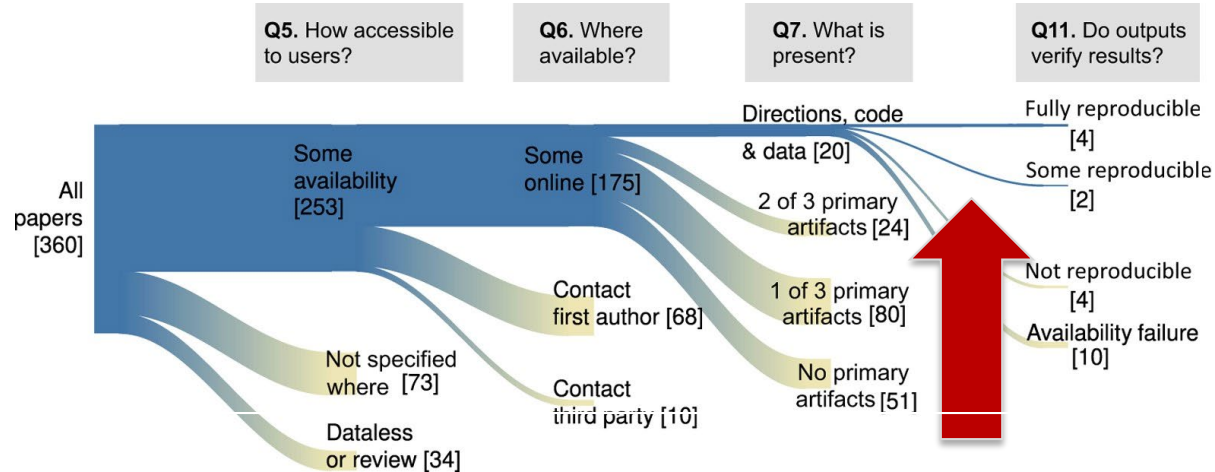 Q5. How accessible
to users?
Q6. Where
available?
Q7. What is
present?
Q11. Do outputs
verify results?
All
papers
[360]
Some
availability
[253]
Not specified
where [73]
Dataless
or review [34]
Some
online [175]
Contact
first author [68]
Contact
third party [10]
Directions, code
& data [20]
2 of 3 primary
artifacts [24]
1 of 3 primary
artifacts [80]
No primary
artifacts [51]
Fully reproducible
[4]
Some reproducible
[2]
Not reproducible
[4]
Availability failure
[10]